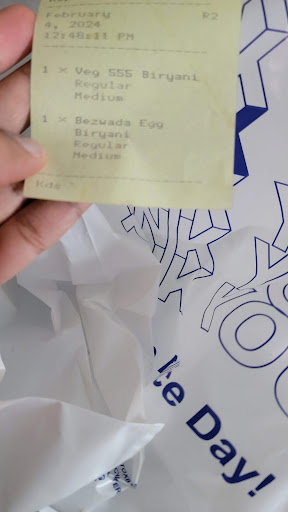 February R2
4, 2024
12:48:11 PM
1 × Veg 555 Biryani
Regular
Medium
1 × Bezwada Egg
Biryani
Regular
Medium
Kds
e Day!